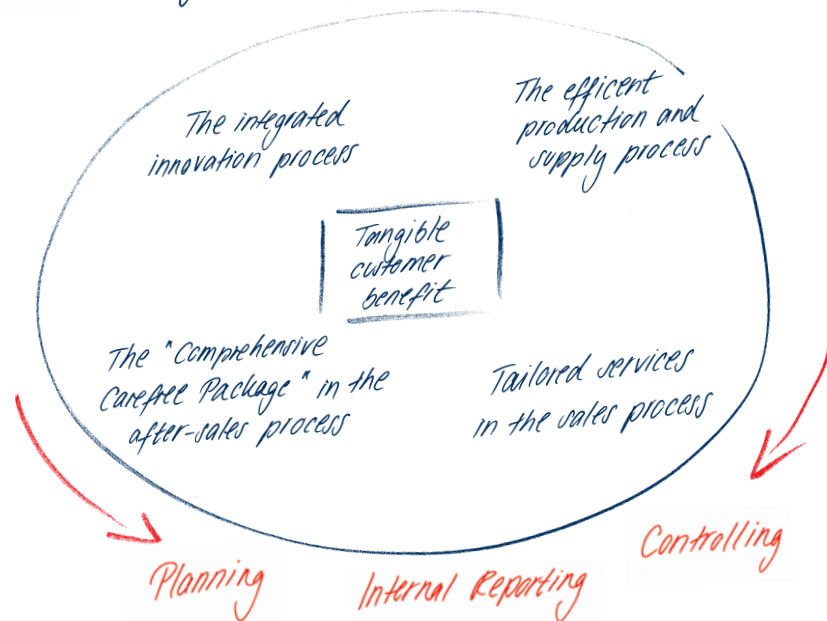 The integrated
innovation process
The efficent
production and
supply process
Tangible
customer
benefit
The "Comprehensive
Carefree Package" in the
after-sales process
Tailored services
in the sales process
Planning
Internal Reporting
Controlling